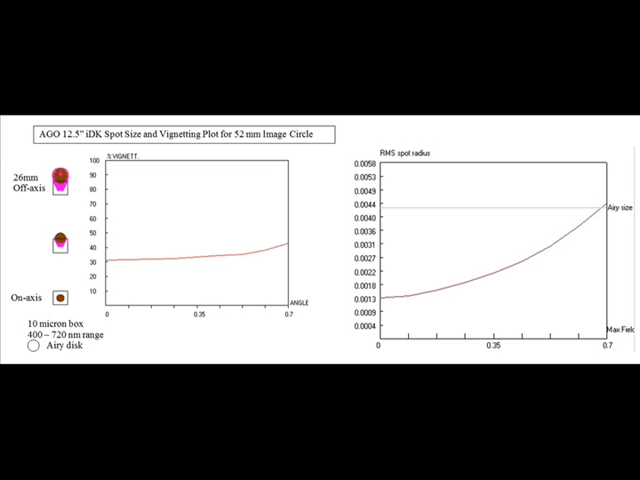 AGO 12.5" iDK Spot Size and Vignetting Plot for 52 mm Image Circle
26mm
Off-axis
On-axis
10 micron box
400 – 720 nm range
Airy disk
% VIGNETT.
100
90
80
70
60
50
40
30
20
10
0
0.35
0.7
ANGLE
RMS spot radius
0.0058
0.0053
0.0049
0.0044
0.0040
0.0036
0.0031
0.0027
0.0022
0.0018
0.0013
0.0009
0.0004
Airy size
Max Field
0
0.35
0.7